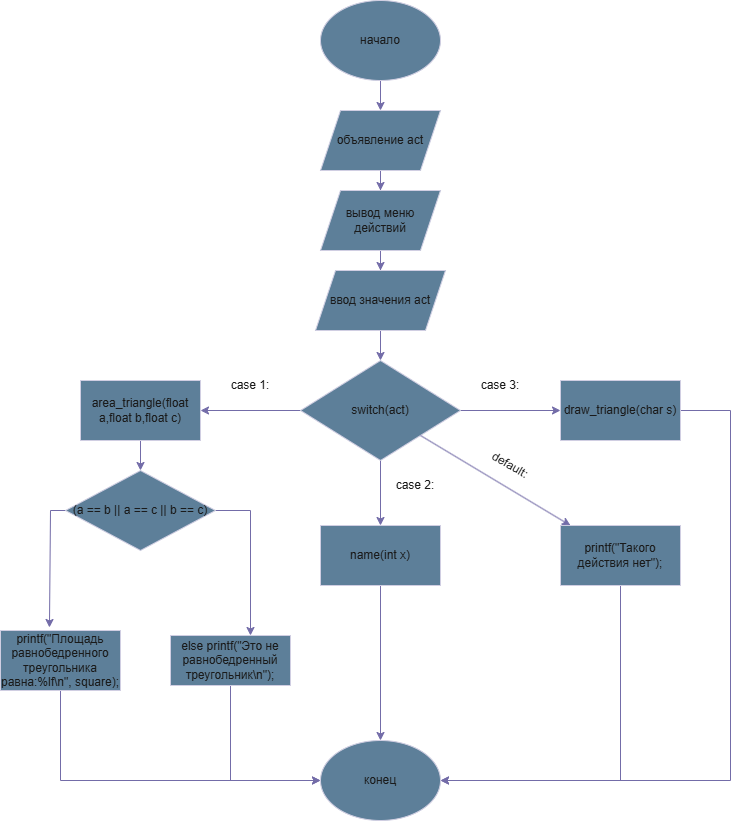 начало
объявление act
вывод меню
действий
ввод значения act
switch(act)
case 1:
case 3:
area_triangle(float
a,float b,float c)
draw_triangle(char s)
default:
case 2:
(a == b || a == c || b == c)
name(int x)
printf("Такого
действия нет");
printf("Площадь
равнобедренного
треугольника
равна:%lf\n", square);
else printf("Это не
равнобедренный
треугольник\n");
конец